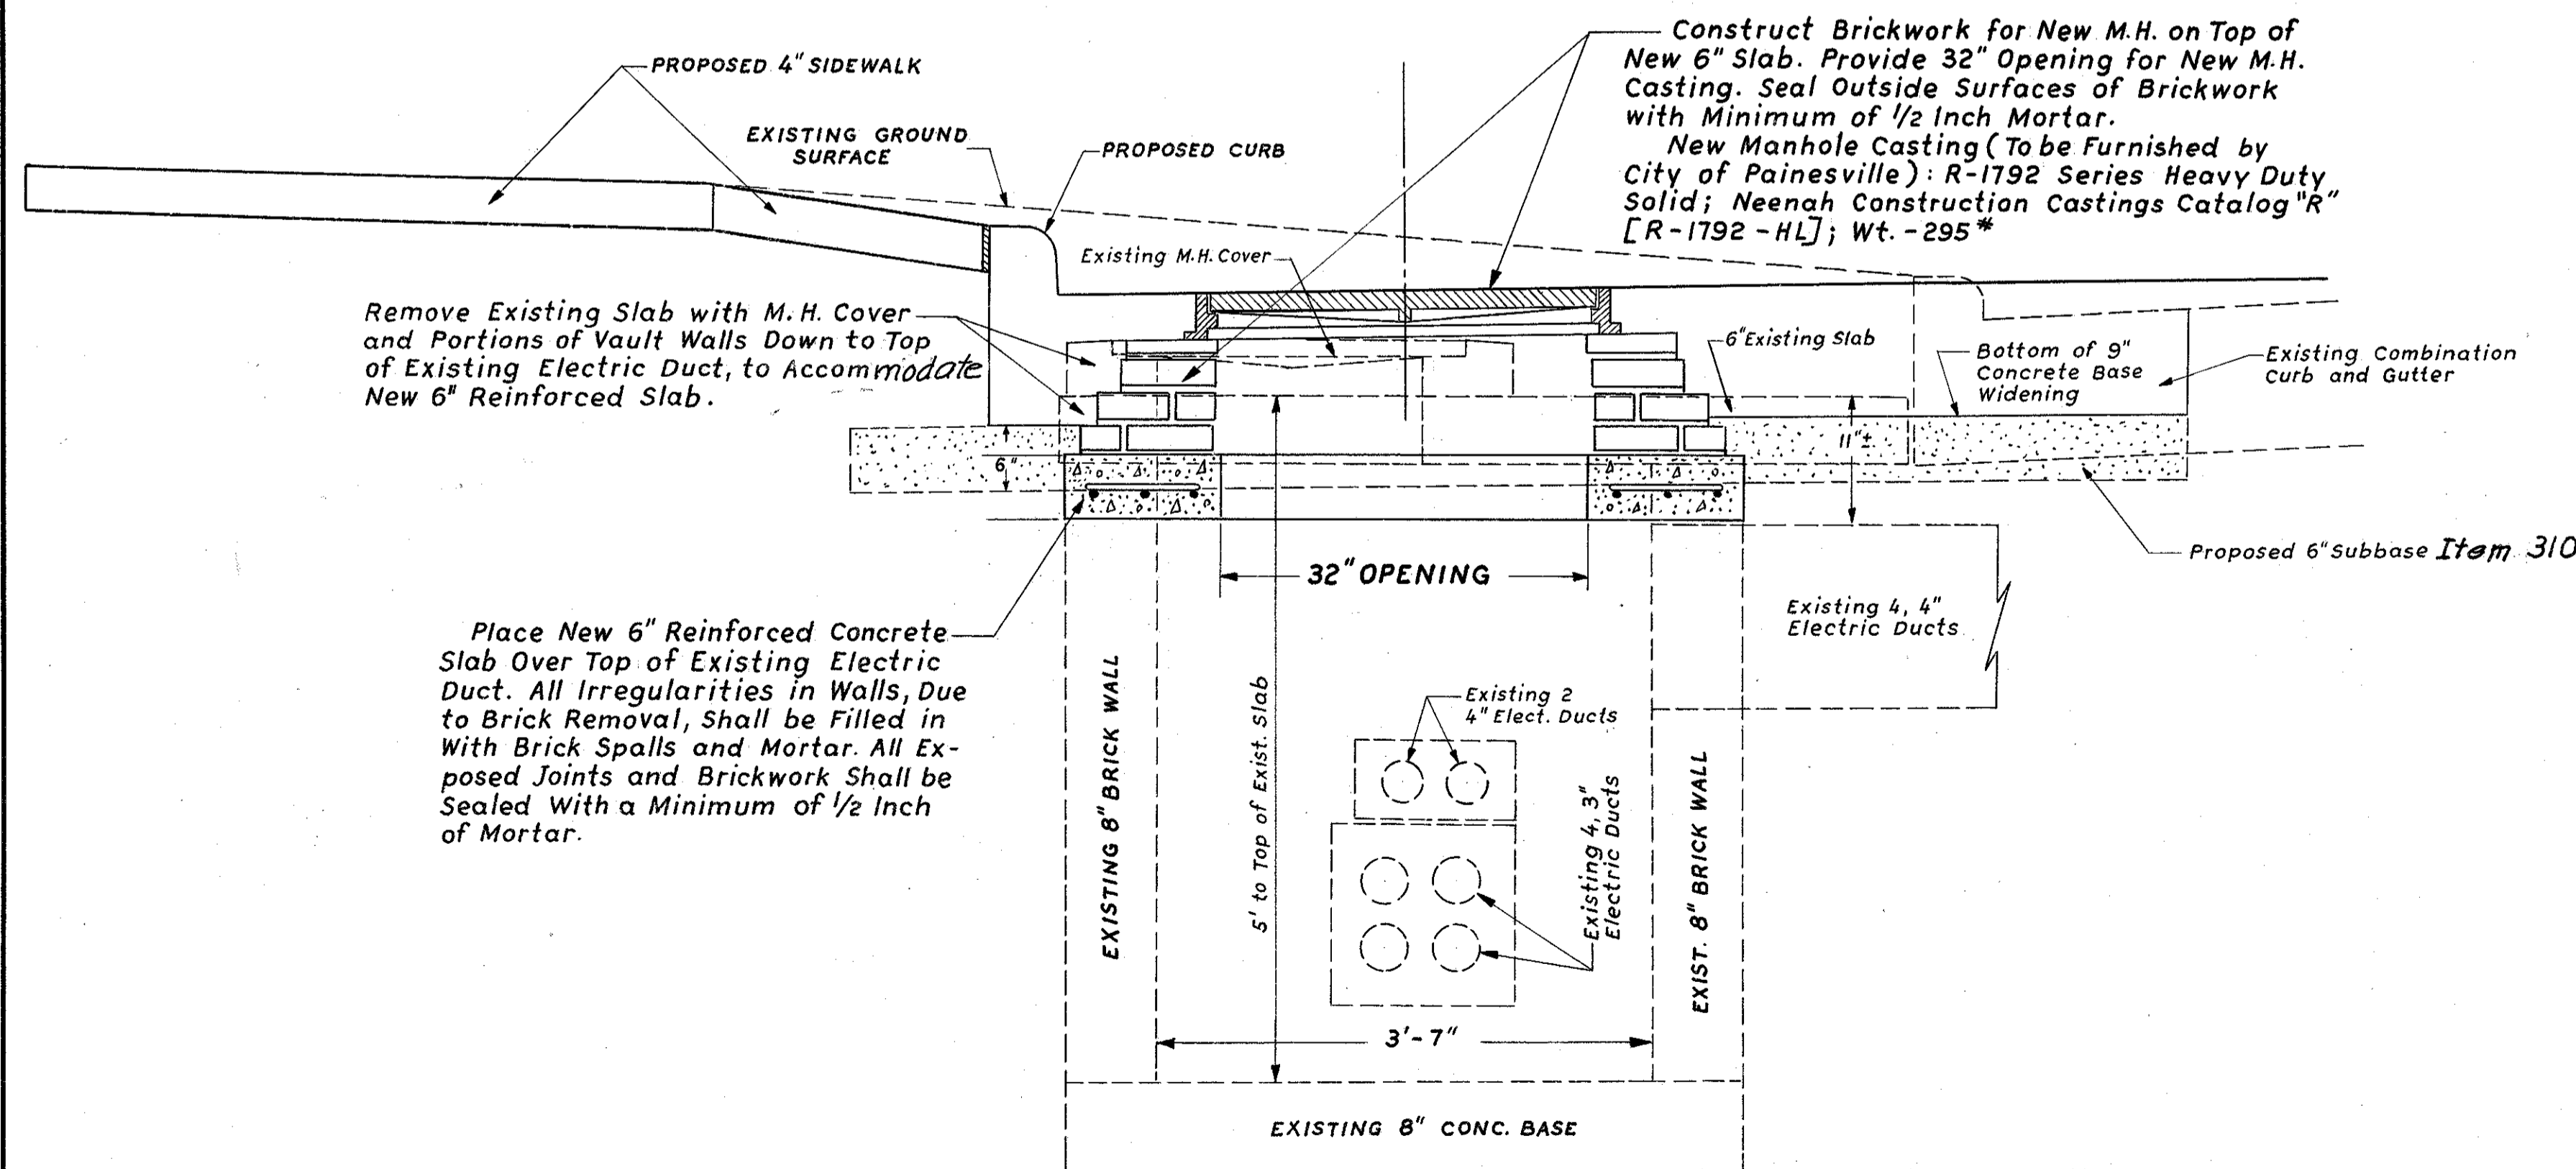 Construct Brickwork for New M.H. on Top of
New 6" Slab. Provide 32" Opening for New M.H.
Casting. Seal Outside Surfaces of Brickwork
with Minimum of 1/2 Inch Mortar.
New Manhole Casting (To be Furnished by
City of Painesville): R-1792 Series Heavy Duty
Solid; Neenah Construction Castings Catalog "R"
[R-1792-HL]; Wt.-295#
PROPOSED 4" SIDEWALK
EXISTING GROUND
SURFACE
PROPOSED CURB
Existing M.H. Cover
Remove Existing Slab with M.H. Cover
and Portions of Vault Walls Down to Top
of Existing Electric Duct, to Accommodate
New 6" Reinforced Slab.
6" Existing Slab
Bottom of 9"
Concrete Base
Widening
Existing Combination
Curb and Gutter
6"
11"±
Proposed 6" Subbase Item 310
32" OPENING
Existing 4, 4"
Electric Ducts
Place New 6" Reinforced Concrete
Slab Over Top of Existing Electric
Duct. All Irregularities in Walls, Due
to Brick Removal, Shall be Filled in
With Brick Spalls and Mortar. All Ex-
posed Joints and Brickwork Shall be
Sealed With a Minimum of 1/2 Inch
of Mortar.
EXISTING 8" BRICK WALL
5' to Top of Exist. Slab
Existing 2
4" Elect. Ducts
Existing 4, 3"
Electric Ducts
EXIST. 8" BRICK WALL
3'-7"
EXISTING 8" CONC. BASE